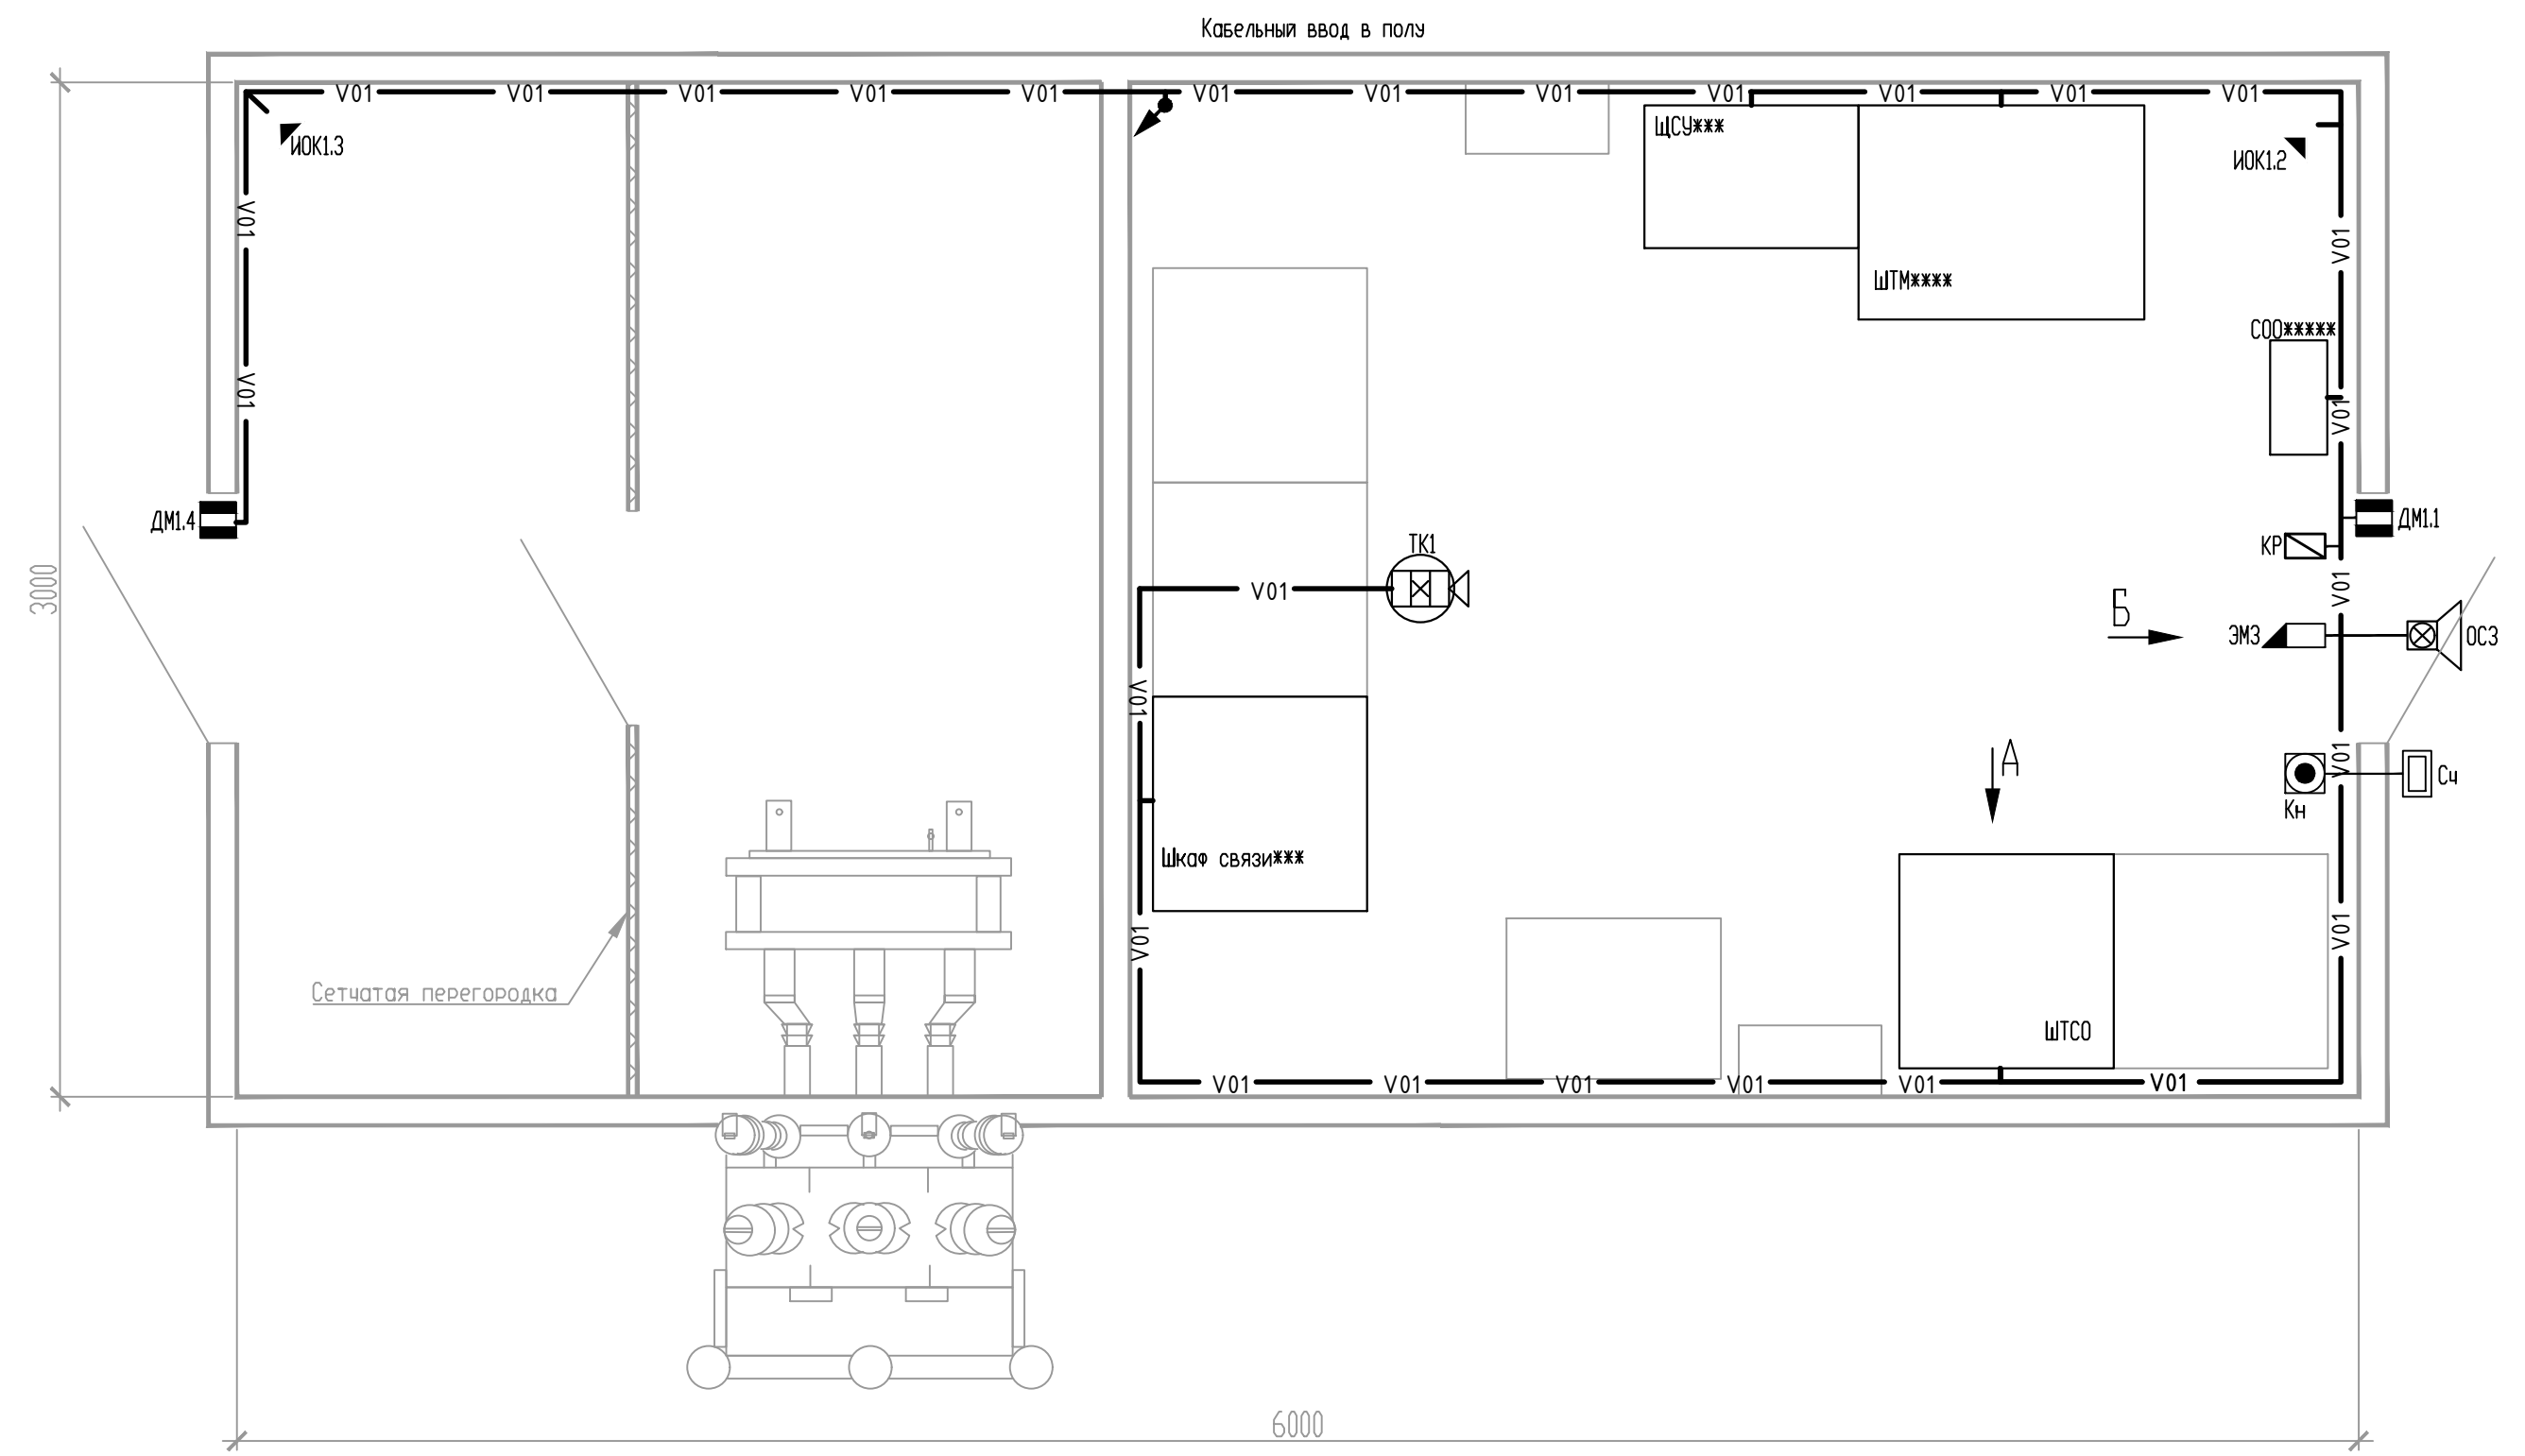 Кабельный ввод в полу
V01 V01 V01 V01 V01 V01 V01 V01 V01 V01 V01 V01
ЩСУ***
ИОК1.3
ИОК1.2
V01
V01
ШТМ****
СОО*****
V01
V01
ДМ1.4
ДМ1.1
ТК1
КР
3000
V01
V01
Б
ЭМЗ
ОСЗ
V01
А
V01
Сч
Кн
Шкаф связи***
V01
V01
Сетчатая перегородка
ШТСО
V01 V01 V01 V01 V01 V01
6000